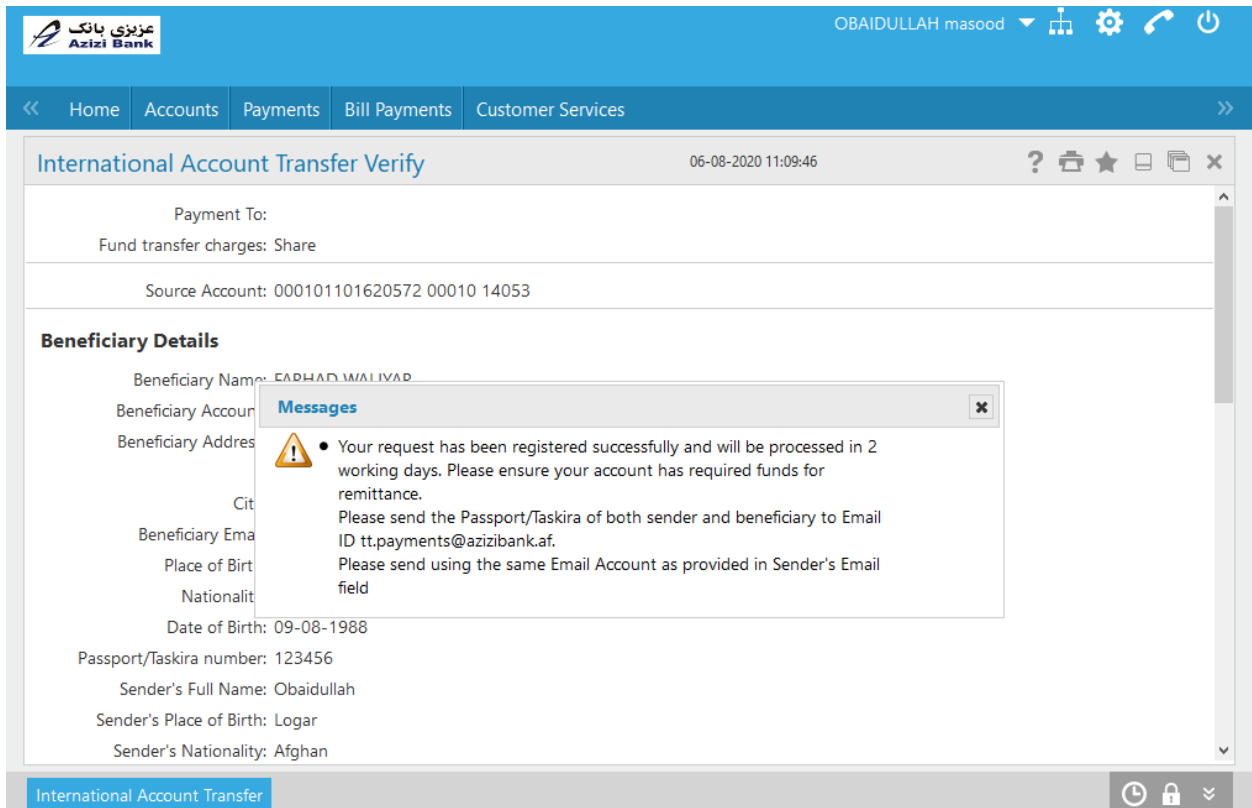 عزیزی بانک
Azizi Bank
OBAIDULLAH masood
Home Accounts Payments Bill Payments Customer Services
International Account Transfer Verify 06-08-2020 11:09:46
Payment To:
Fund transfer charges: Share
Source Account: 000101101620572 00010 14053
Beneficiary Details
Beneficiary Name: FARHAD WALIYAR
Beneficiary Accoun
Beneficiary Addres
Cit
Beneficiary Ema
Place of Birt
Nationalit
Messages
• Your request has been registered successfully and will be processed in 2
working days. Please ensure your account has required funds for
remittance.
Please send the Passport/Taskira of both sender and beneficiary to Email
ID tt.payments@azizibank.af.
Please send using the same Email Account as provided in Sender's Email
field
Date of Birth: 09-08-1988
Passport/Taskira number: 123456
Sender's Full Name: Obaidullah
Sender's Place of Birth: Logar
Sender's Nationality: Afghan
International Account Transfer